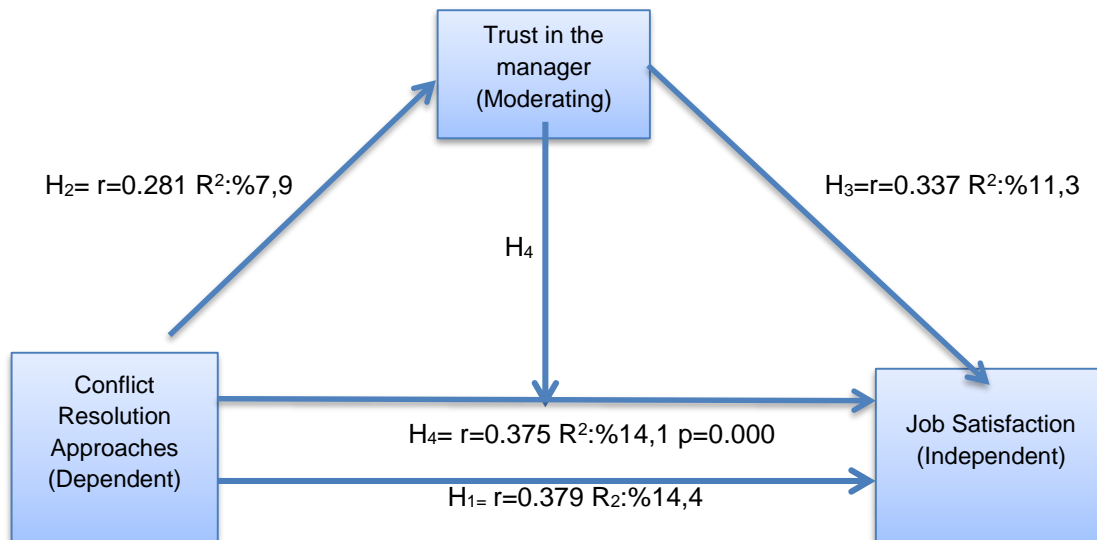 Trust in the
manager
(Moderating)
H₂= r=0.281 R²:%7,9
H₃=r=0.337 R²:%11,3
H₄
Conflict
Resolution
Approaches
(Dependent)
H₄= r=0.375 R²:%14,1 p=0.000
H₁= r=0.379 R₂:%14,4
Job Satisfaction
(Independent)